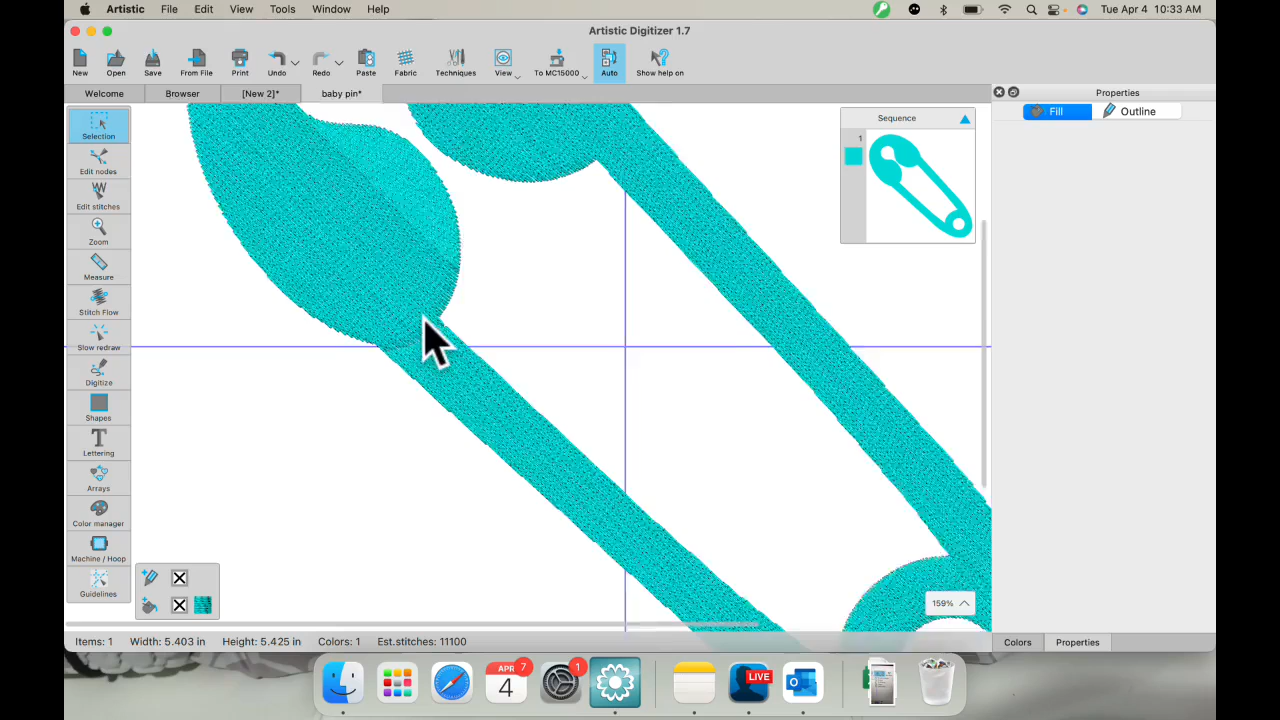 Artistic File Edit View Tools Window Help Tue Apr 4 10:33 AM
Artistic Digitizer 1.7
New Open Save From File Print Undo Redo Paste Fabric Techniques View To MC15000 Auto Show help on
Welcome Browser [New 2]* baby pin* Properties
Fill Outline
Sequence
1
Selection
Edit nodes
Edit stitches
Zoom
Measure
Stitch Flow
Slow redraw
Digitize
Shapes
T
Lettering
Arrays
Color manager
Machine / Hoop
Guidelines
159%
Items: 1 Width: 5.403 in Height: 5.425 in Colors: 1 Est.stitches: 11100 Colors Properties
APR 7
4
1
LIVE